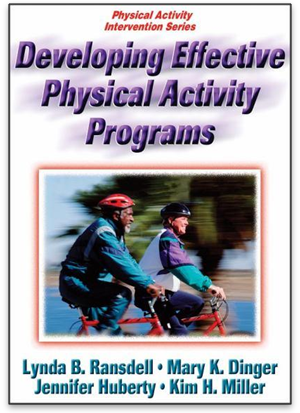 Physical Activity
Intervention Series
Developing Effective
Physical Activity
Programs
Lynda B. Ransdell • Mary K. Dinger
Jennifer Huberty • Kim H. Miller